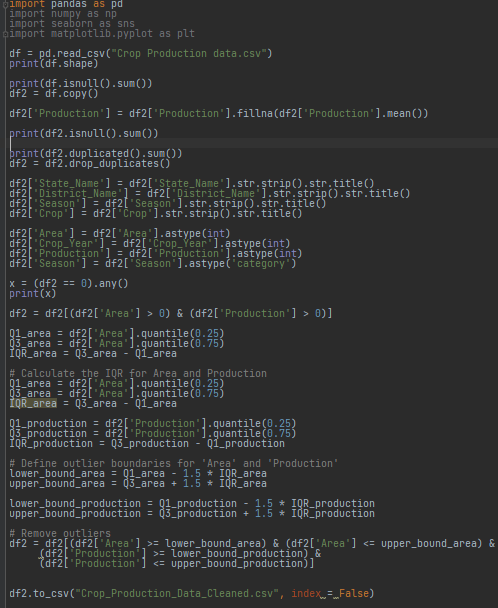 import pandas as pd
import numpy as np
import seaborn as sns
import matplotlib.pyplot as plt
df = pd.read_csv("Crop Production data.csv")
print(df.shape)
print(df.isnull().sum())
df2 = df.copy()
df2['Production'] = df2['Production'].fillna(df2['Production'].mean())
print(df2.isnull().sum())
print(df2.duplicated().sum())
df2 = df2.drop_duplicates()
df2['State_Name'] = df2['State_Name'].str.strip().str.title()
df2['District_Name'] = df2['District_Name'].str.strip().str.title()
df2['Season'] = df2['Season'].str.strip().str.title()
df2['Crop'] = df2['Crop'].str.strip().str.title()
df2['Area'] = df2['Area'].astype(int)
df2['Crop_Year'] = df2['Crop_Year'].astype(int)
df2['Production'] = df2['Production'].astype(int)
df2['Season'] = df2['Season'].astype('category')
x = (df2 == 0).any()
print(x)
df2 = df2[(df2['Area'] > 0) & (df2['Production'] > 0)]
Q1_area = df2['Area'].quantile(0.25)
Q3_area = df2['Area'].quantile(0.75)
IQR_area = Q3_area - Q1_area
# Calculate the IQR for Area and Production
Q1_area = df2['Area'].quantile(0.25)
Q3_area = df2['Area'].quantile(0.75)
IQR_area = Q3_area - Q1_area
Q1_production = df2['Production'].quantile(0.25)
Q3_production = df2['Production'].quantile(0.75)
IQR_production = Q3_production - Q1_production
# Define outlier boundaries for 'Area' and 'Production'
lower_bound_area = Q1_area - 1.5 * IQR_area
upper_bound_area = Q3_area + 1.5 * IQR_area
lower_bound_production = Q1_production - 1.5 * IQR_production
upper_bound_production = Q3_production + 1.5 * IQR_production
# Remove outliers
df2 = df2[(df2['Area'] >= lower_bound_area) & (df2['Area'] <= upper_bound_area) &
(df2['Production'] >= lower_bound_production) &
(df2['Production'] <= upper_bound_production)]
df2.to_csv("Crop_Production_Data_Cleaned.csv", index = False)